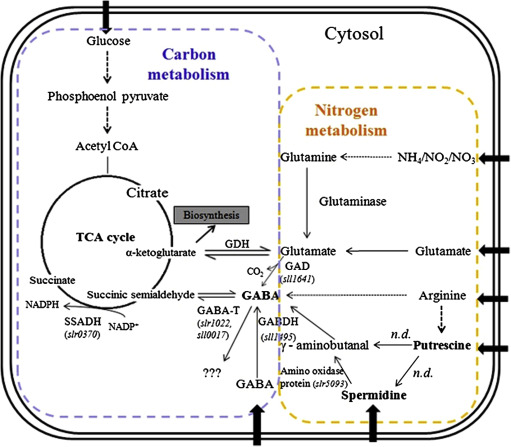 Cytosol
Glucose
Carbon
metabolism
Phosphoenol pyruvate
Nitrogen
metabolism
Acetyl CoA
Glutamine
NH4/NO2/NO3
Citrate
Glutaminase
Biosynthesis
TCA cycle
α-ketoglutarate
GDH
Glutamate
Glutamate
CO2
GAD
(sll1641)
Succinate
Succinic semialdehyde
GABA
Arginine
NADPH
NADP+
SSADH
(slr0370)
GABA-T
(slr1022,
sll0017)
GABDH
(sll1495)
γ - aminobutanal
n.d.
Putrescine
n.d.
???
GABA
Amino oxidase
protein (slr5093)
Spermidine